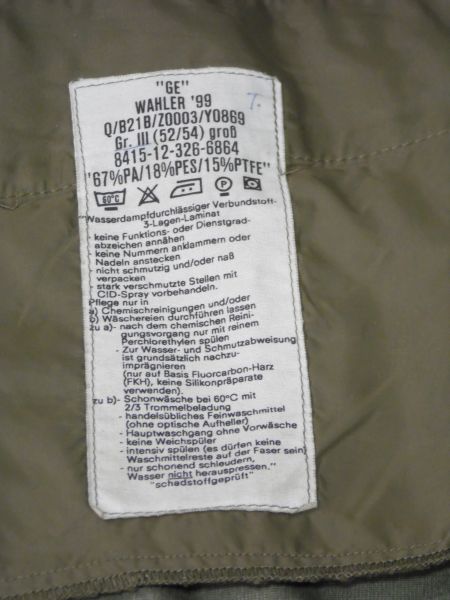 "GE"
WAHLER '99
Q/B21B/Z0003/Y0869
Gr. III (52/54) groß
8415-12-326-6864
"67%PA/18%PES/15%PTFE"
60°C P
"Wasserdampfdurchlässiger Verbundstoff-
3-Lagen-Laminat
-keine Funktions- oder Dienstgrad-
abzeichen annähen
-keine Nummern anklammern oder
Nadeln anstecken
-nicht schmutzig und/oder naß
verpacken
-stark verschmutzte Stellen mit
C!D-Spray vorbehandeln.
Pflege nur in
a) Chemischreinigungen und/oder
b) Wäschereien durchführen lassen
zu a)- nach dem chemischen Reini-
gungsvorgang nur mit reinem
Perchlorethylen spülen
- Zur Wasser- und Schmutzabweisung
ist grundsätzlich nachzu-
imprägnieren
(nur auf Basis Fluorcarbon-Harz
(FKH), keine Silikonpräparate
verwenden).
zu b)- Schonwäsche bei 60°C mit
2/3 Trommelbeladung
- handelsübliches Feinwaschmittel
(ohne optische Aufheller)
- Hauptwaschgang ohne Vorwäsche
- keine Weichspüler
- intensiv spülen (es dürfen keine
Waschmittelreste auf der Faser sein)
- nur schonend schleudern,
Wasser nicht herauspressen."
"schadstoffgeprüft"